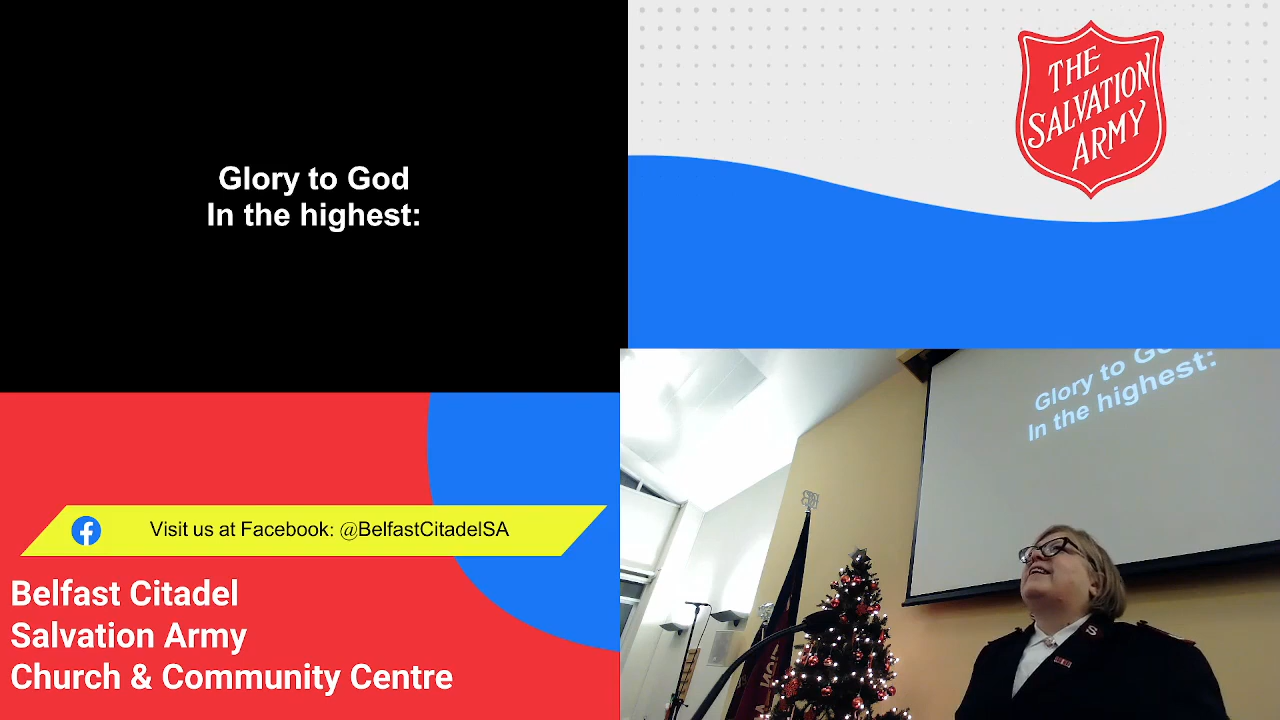 Glory to God
In the highest:
THE
SALVATION
ARMY
Visit us at Facebook: @BelfastCitadelSA
Belfast Citadel
Salvation Army
Church & Community Centre
Glory to
In the highest:
S